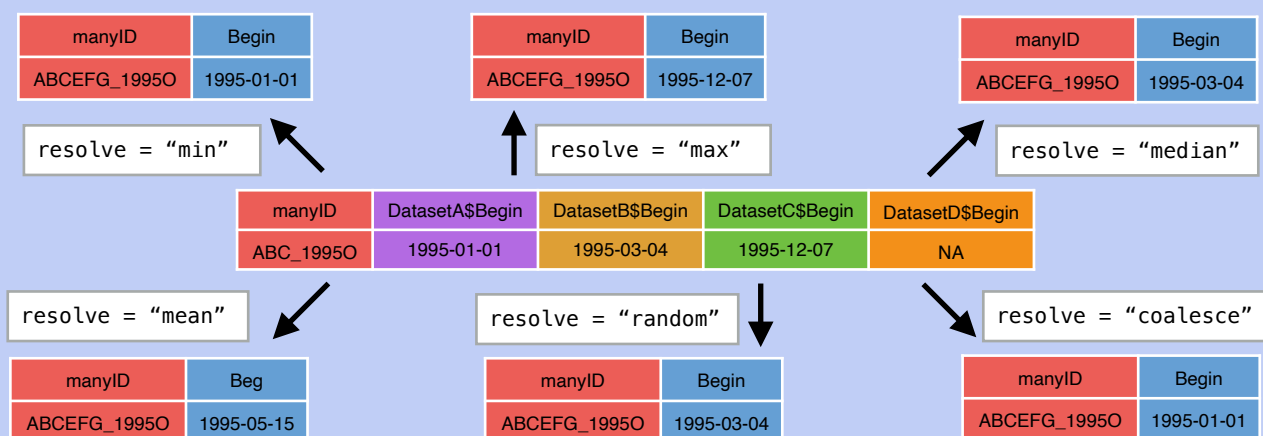 manyID Begin
ABCEFG_1995O 1995-01-01
manyID Begin
ABCEFG_1995O 1995-12-07
manyID Begin
ABCEFG_1995O 1995-03-04
resolve = “min”
resolve = “max”
resolve = “median”
manyID DatasetA$Begin DatasetB$Begin DatasetC$Begin DatasetD$Begin
ABC_1995O 1995-01-01 1995-03-04 1995-12-07 NA
resolve = “mean”
resolve = “random”
resolve = “coalesce”
manyID Beg
ABCEFG_1995O 1995-05-15
manyID Begin
ABCEFG_1995O 1995-03-04
manyID Begin
ABCEFG_1995O 1995-01-01